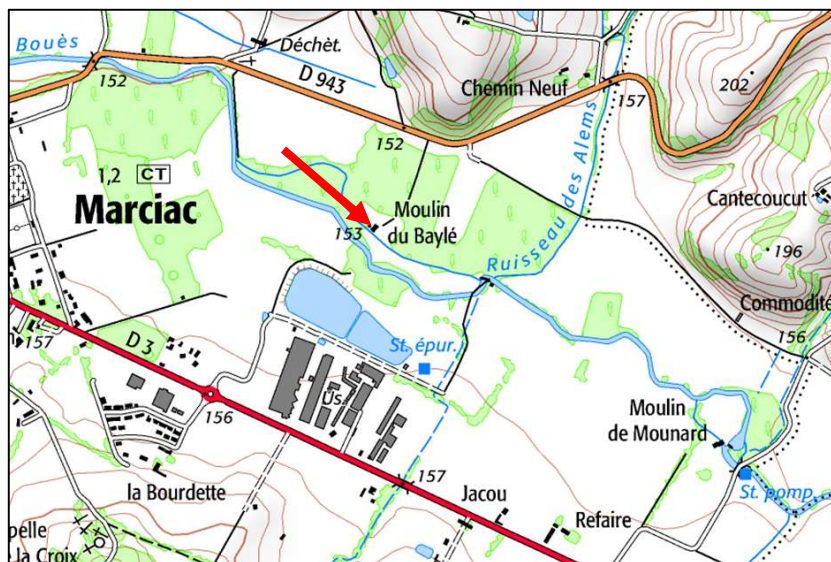 Bouès
Déchèt.
152
D 943
Chemin Neuf
157
202
152
1,2 CT
Marciac
Ruisseau des Alems
Cantecoucut
Moulin
du Baylé
153
196
Commodité
156
157
D 3
St. épur.
Us.
156
Moulin
de Mounard
157
la Bourdette
Jacou
St. pomp.
Refaire
la Croix